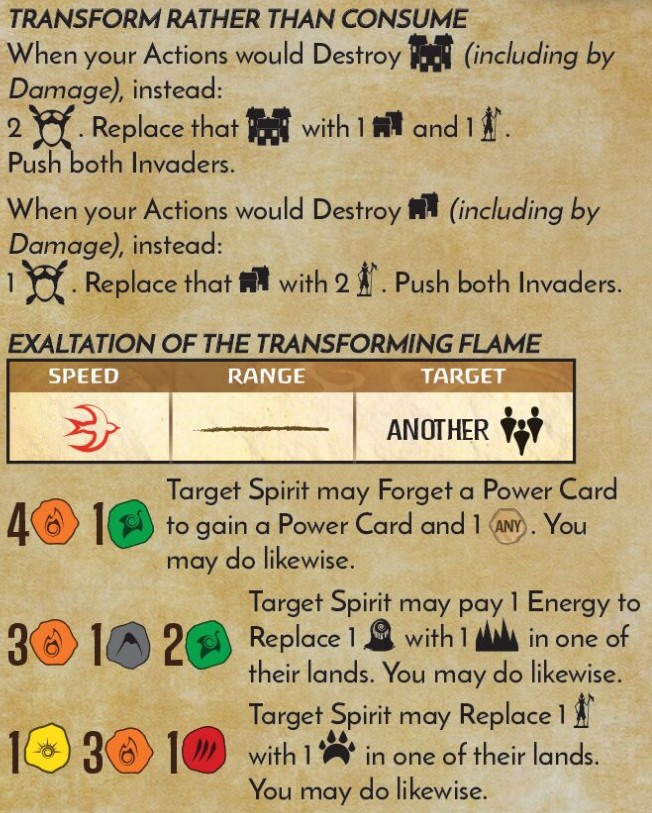 TRANSFORM RATHER THAN CONSUME
When your Actions would Destroy (including by
Damage), instead:
2 . Replace that with 1 and 1 .
Push both Invaders.
When your Actions would Destroy (including by
Damage), instead:
1 . Replace that with 2 . Push both Invaders.
EXALTATION OF THE TRANSFORMING FLAME
SPEED RANGE TARGET
ANOTHER
Target Spirit may Forget a Power Card
4 1 to gain a Power Card and 1 ANY . You
may do likewise.
Target Spirit may pay 1 Energy to
3 1 2 Replace 1 with 1 in one of
their lands. You may do likewise.
Target Spirit may Replace 1
1 3 1 with 1 in one of their lands.
You may do likewise.